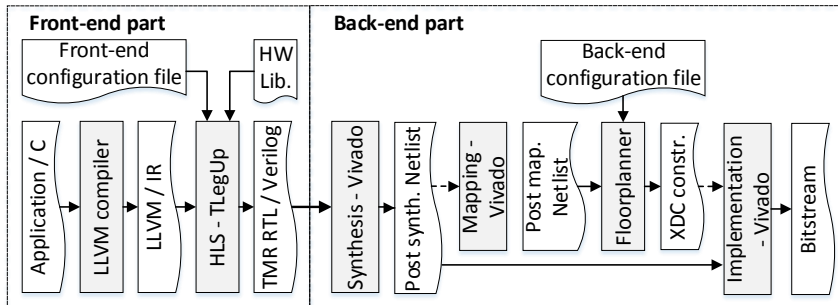 Front-end part
Back-end part
Front-end
configuration file
HW
Lib.
Back-end
configuration file
Application / C
LLVM compiler
LLVM / IR
HLS - TLegUp
TMR RTL / Verilog
Synthesis - Vivado
Post synth. Netlist
Mapping -
Vivado
Post map.
Netlist
Floorplanner
XDC constr.
Implementation
- Vivado
Bitstream